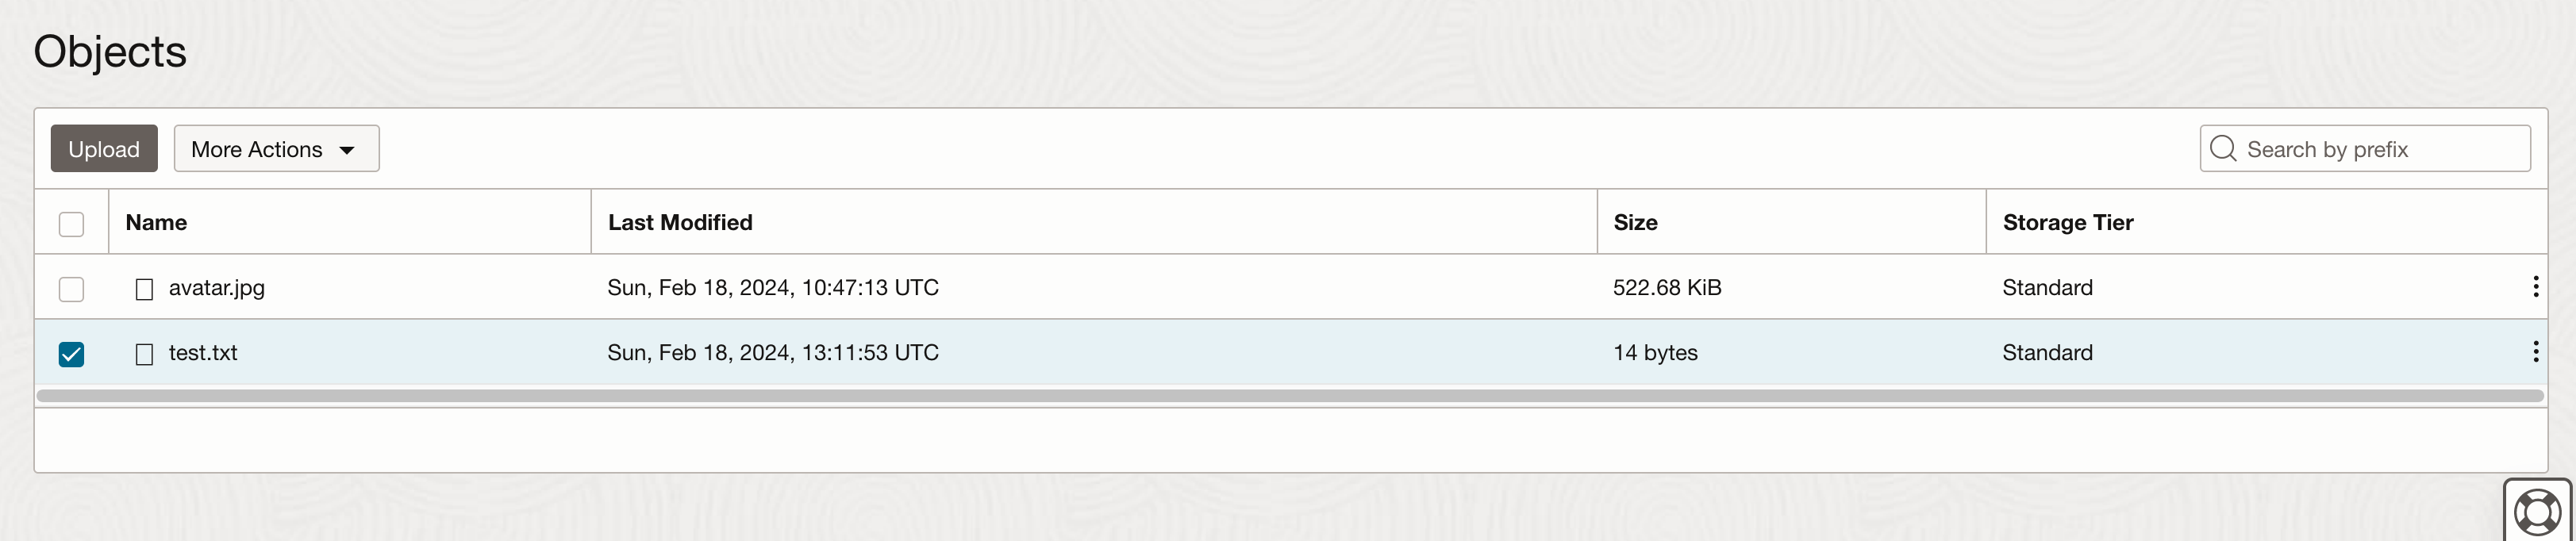 Objects
Upload More Actions Search by prefix
Name Last Modified Size Storage Tier
avatar.jpg Sun, Feb 18, 2024, 10:47:13 UTC 522.68 KiB Standard
test.txt Sun, Feb 18, 2024, 13:11:53 UTC 14 bytes Standard